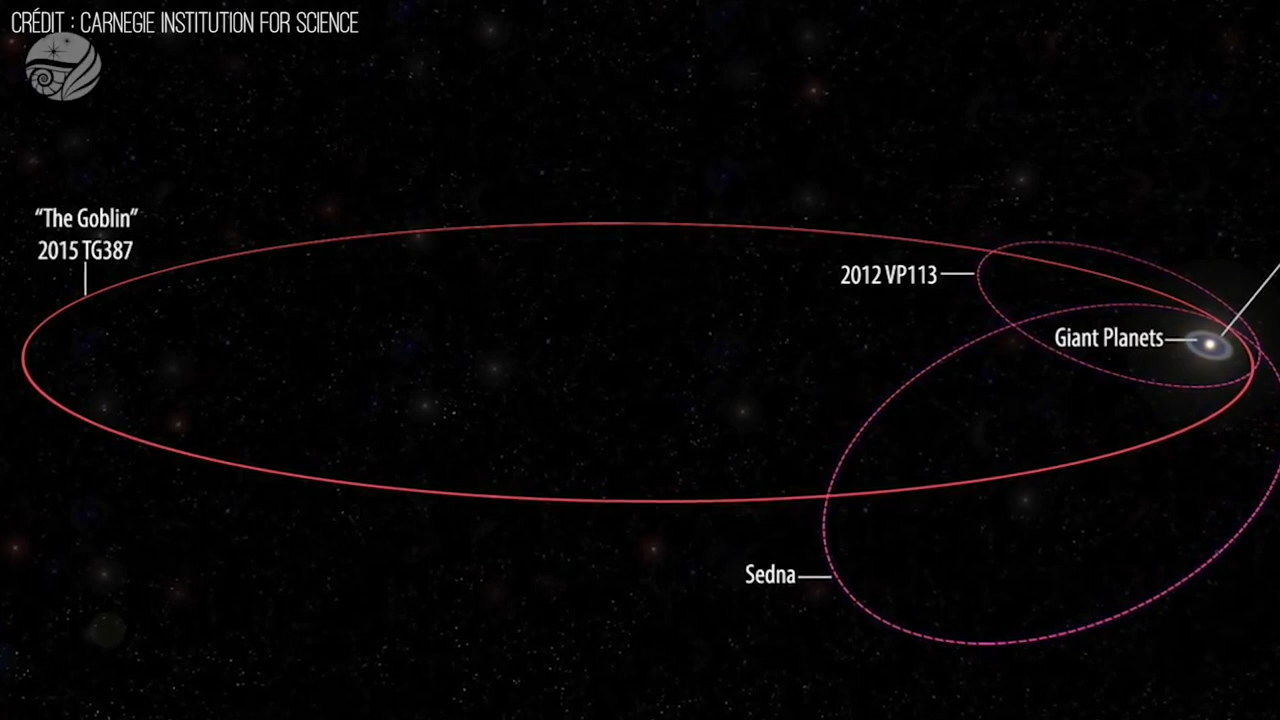 CRÉDIT : CARNEGIE INSTITUTION FOR SCIENCE
“The Goblin”
2015 TG387
2012 VP113
Giant Planets
Sedna